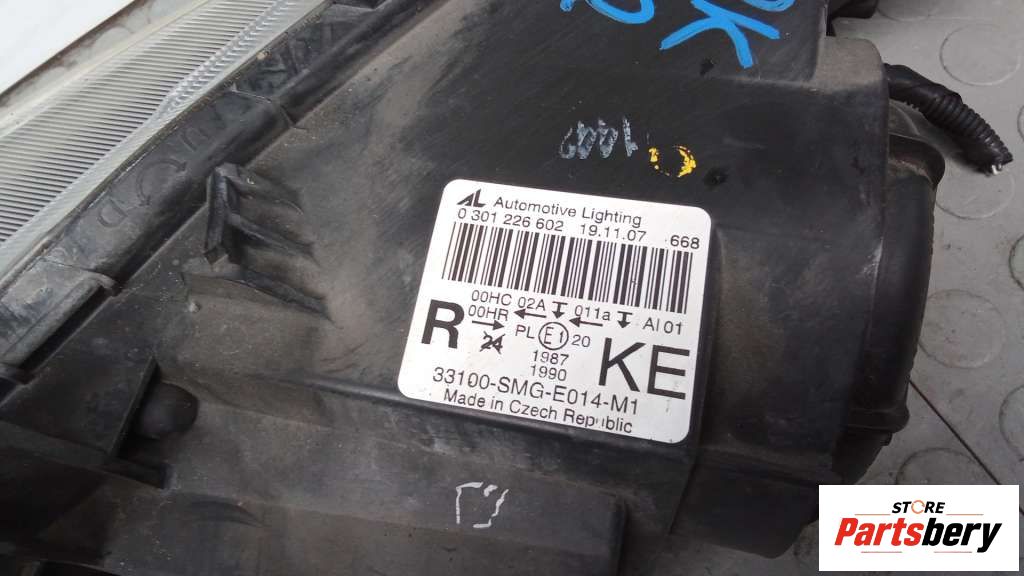 AL Automotive Lighting
0 301 226 602 19.11.07 668
00HC 02A 011a AI 01
R 00HR PL E1 20 KE
24
1987
1990
33100-SMG-E014-M1
Made in Czech Republic
STORE
Partsbery